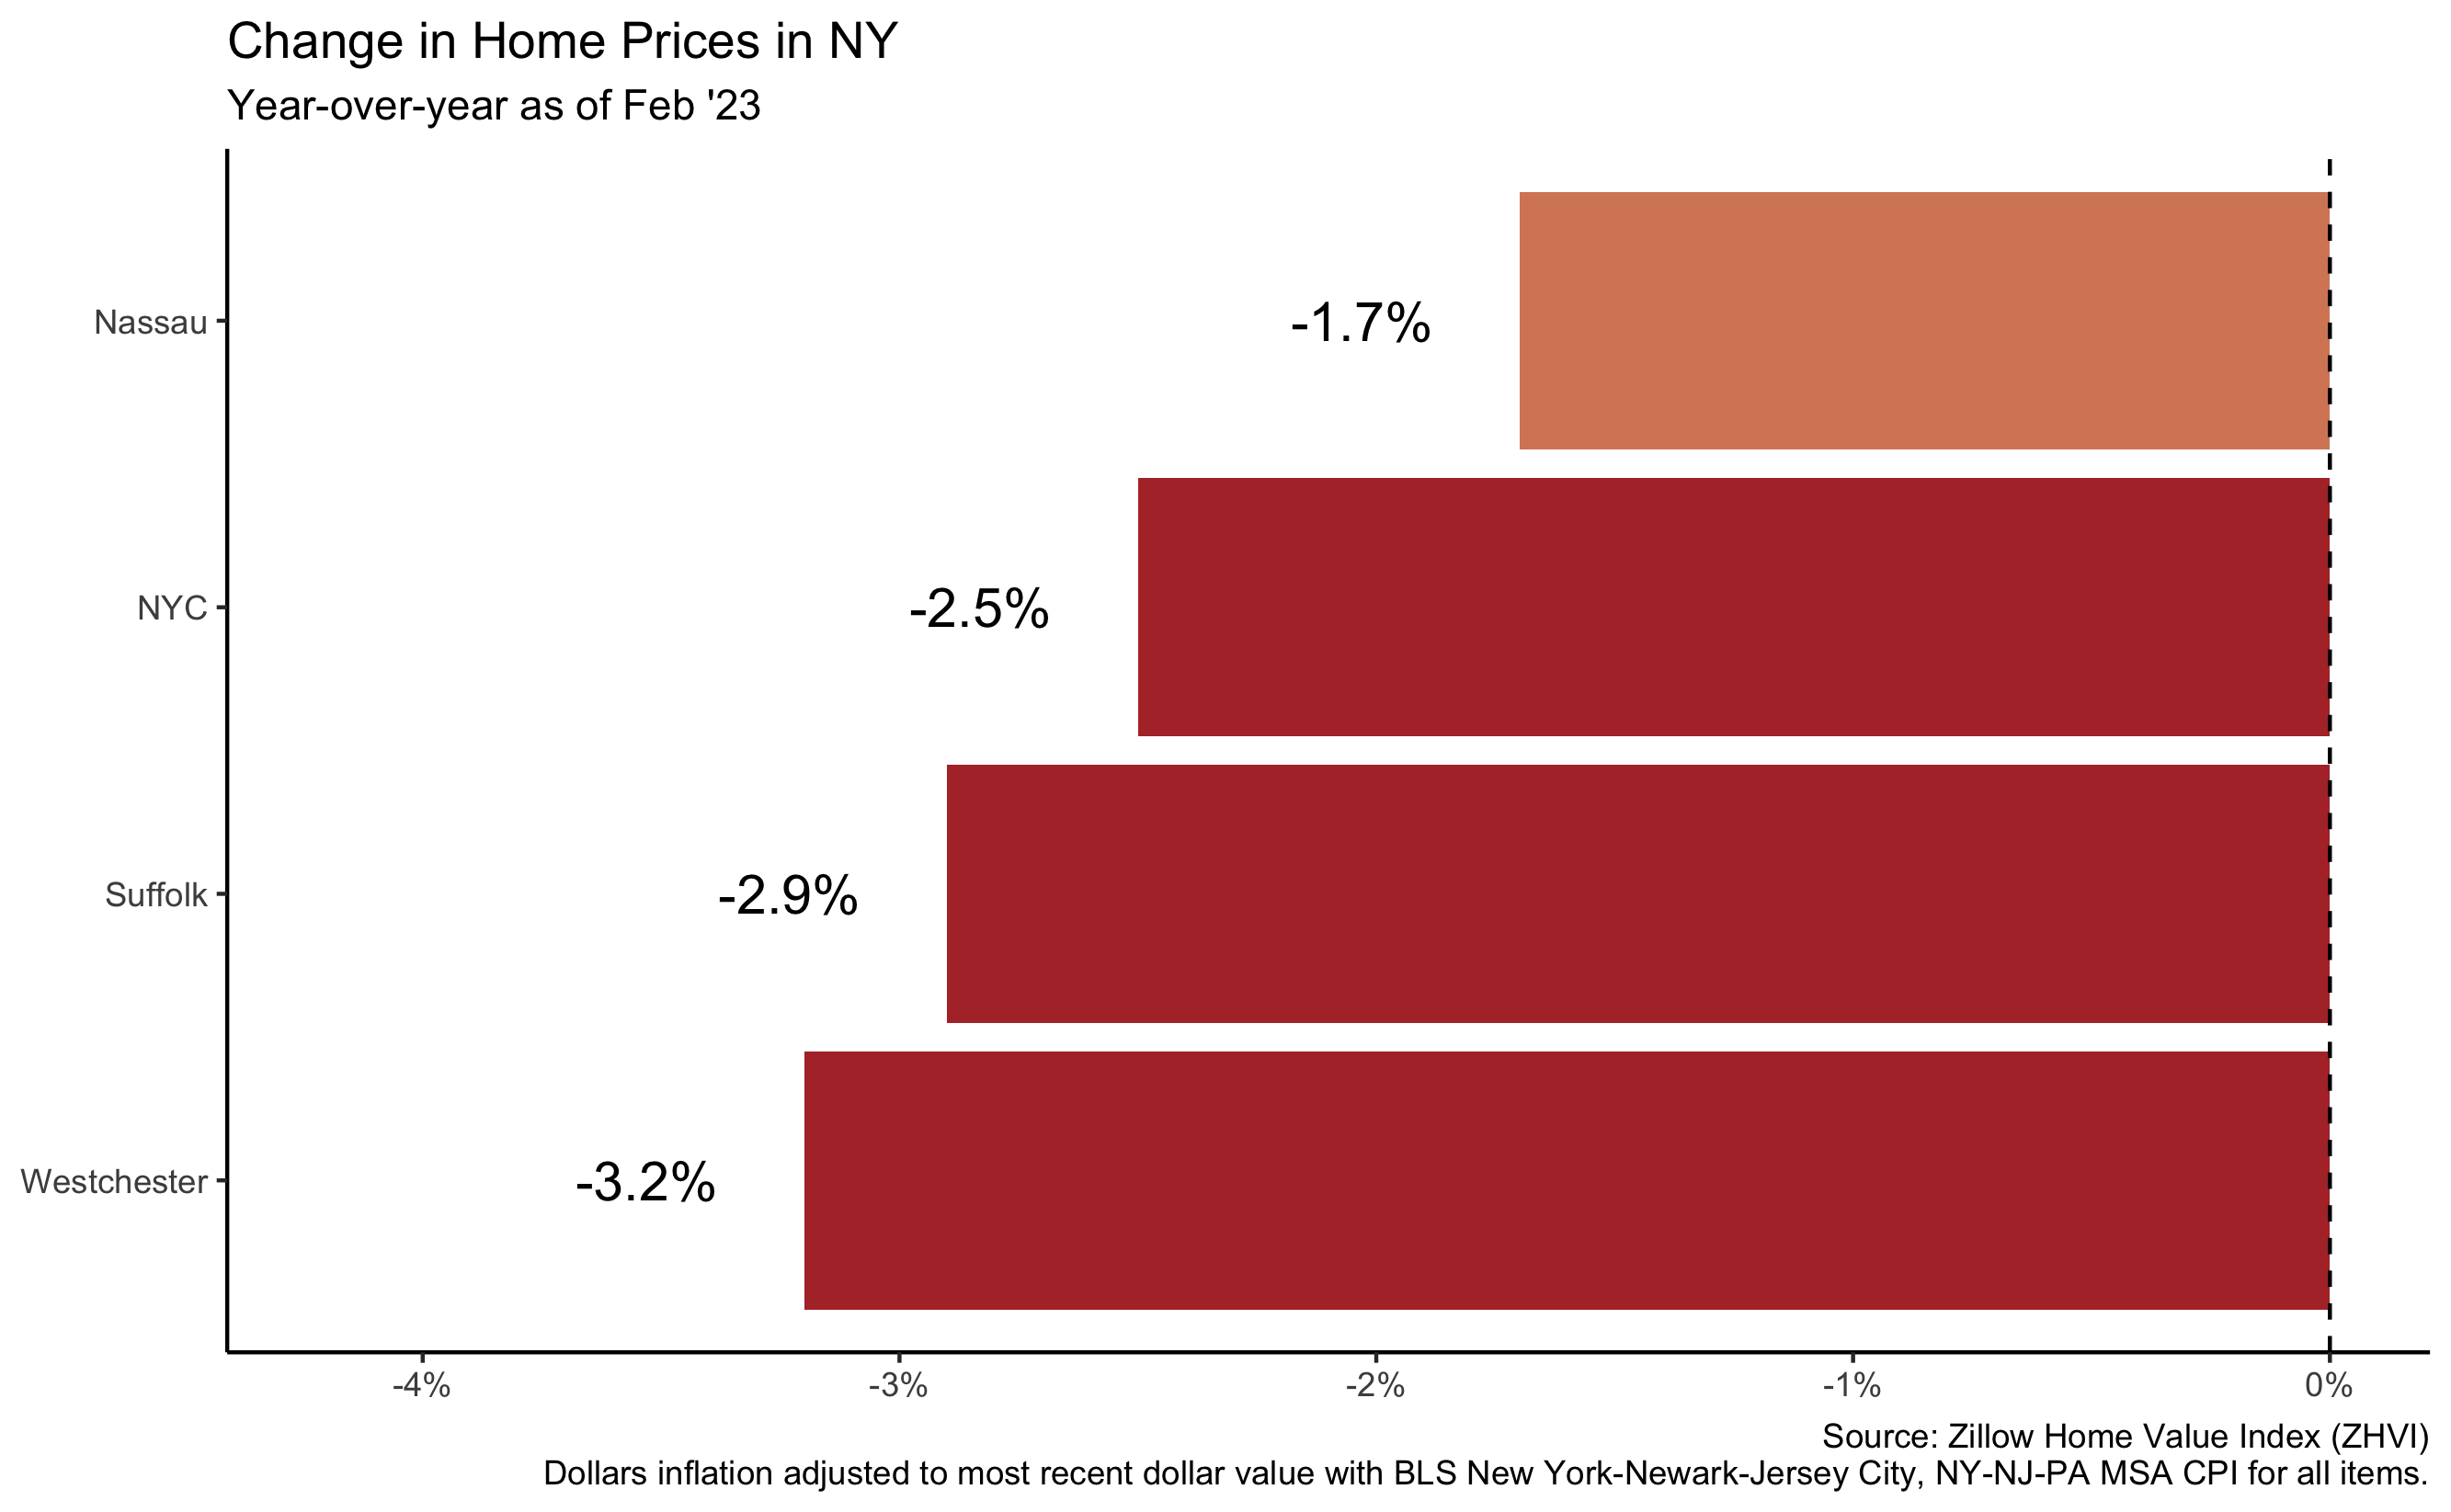 Change in Home Prices in NY
Year-over-year as of Feb '23
Nassau
-1.7%
NYC
-2.5%
Suffolk
-2.9%
Westchester
-3.2%
-4%
-3%
-2%
-1%
0%
Source: Zillow Home Value Index (ZHVI)
Dollars inflation adjusted to most recent dollar value with BLS New York-Newark-Jersey City, NY-NJ-PA MSA CPI for all items.